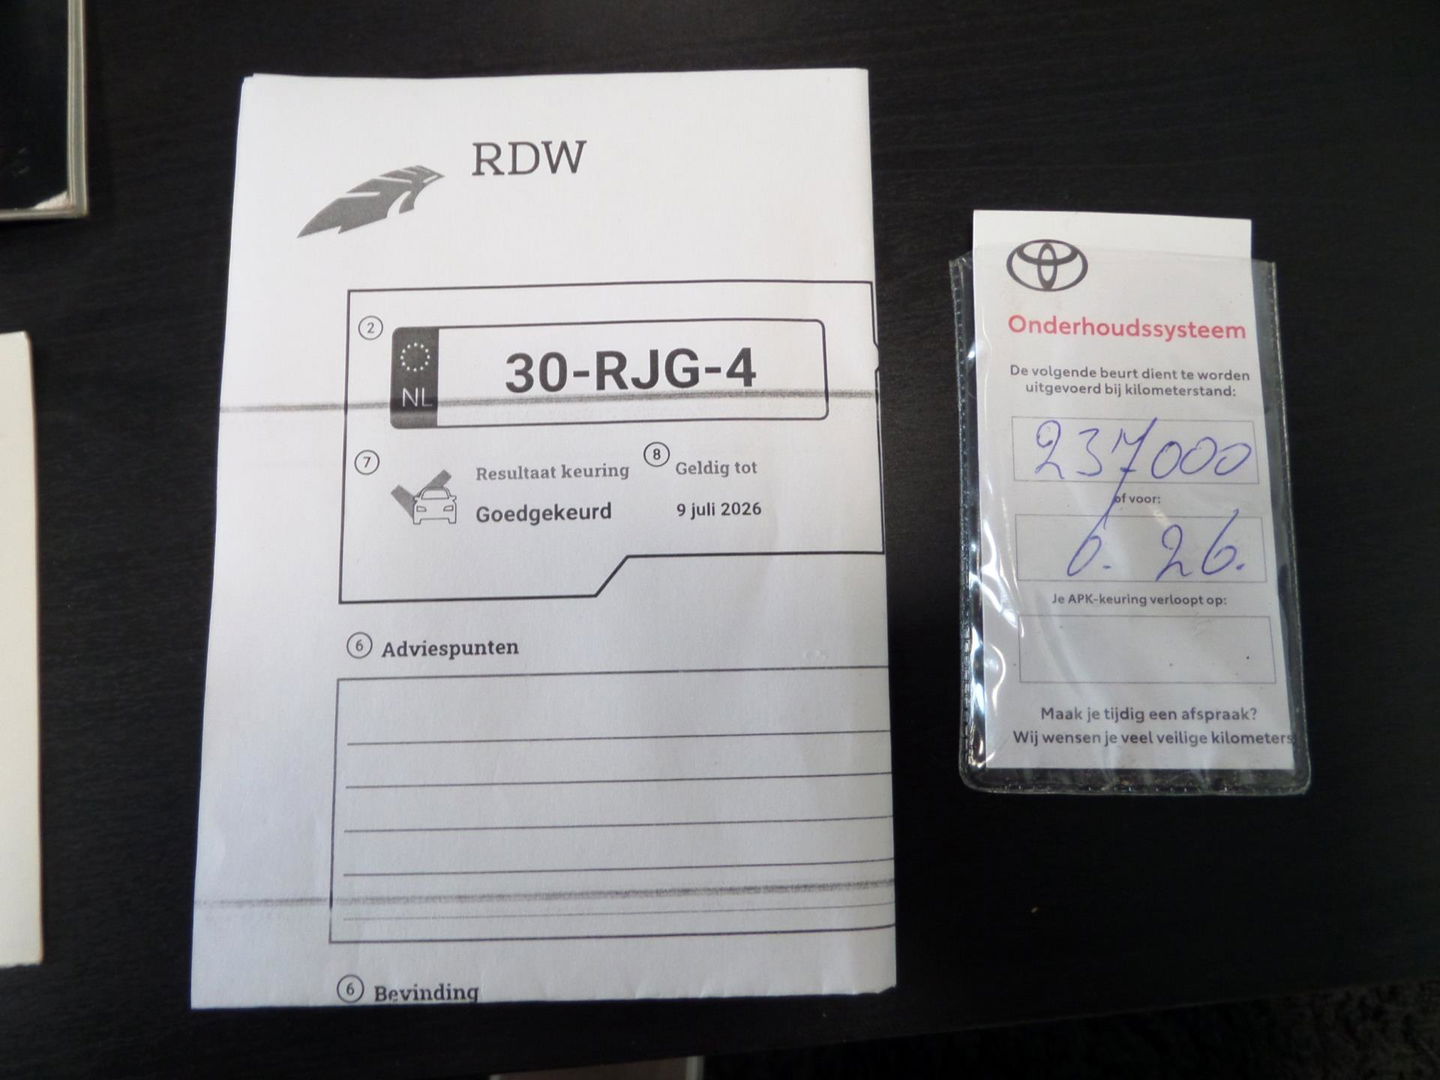 RDW
2
NL
30-RJG-4
7
Resultaat keuring
Goedgekeurd
8
Geldig tot
9 juli 2026
6 Adviespunten
6 Bevinding
Onderhoudssysteem
De volgende beurt dient te worden
uitgevoerd bij kilometerstand:
237000
of voor:
6. 26.
Je APK-keuring verloopt op:
Maak je tijdig een afspraak?
Wij wensen je veel veilige kilometers